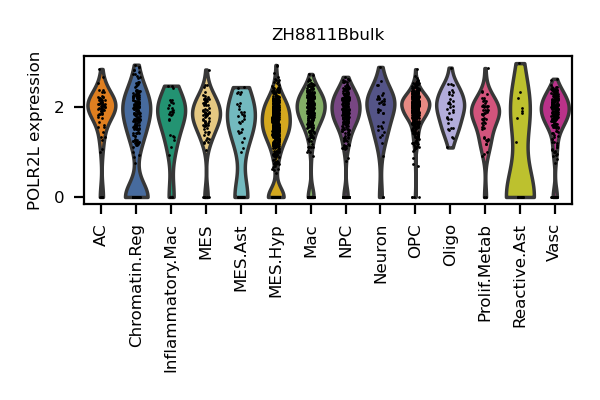 ZH8811Bbulk
POLR2L expression
2
0
AC
Chromatin.Reg
Inflammatory.Mac
MES
MES.Ast
MES.Hyp
Mac
NPC
Neuron
OPC
Oligo
Prolif.Metab
Reactive.Ast
Vasc